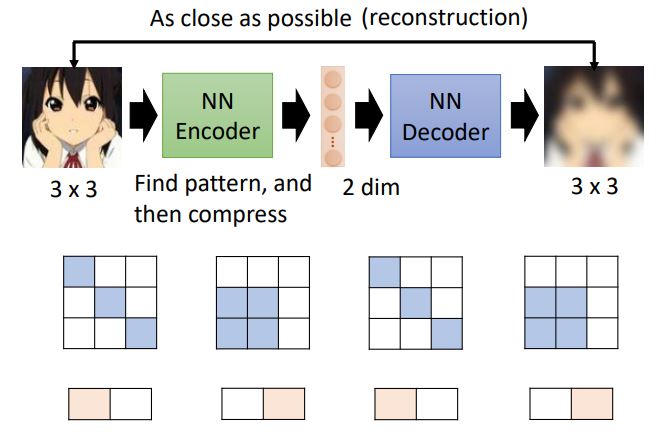 As close as possible (reconstruction)
NN
Encoder
NN
Decoder
3 x 3
Find pattern, and
then compress
2 dim
3 x 3